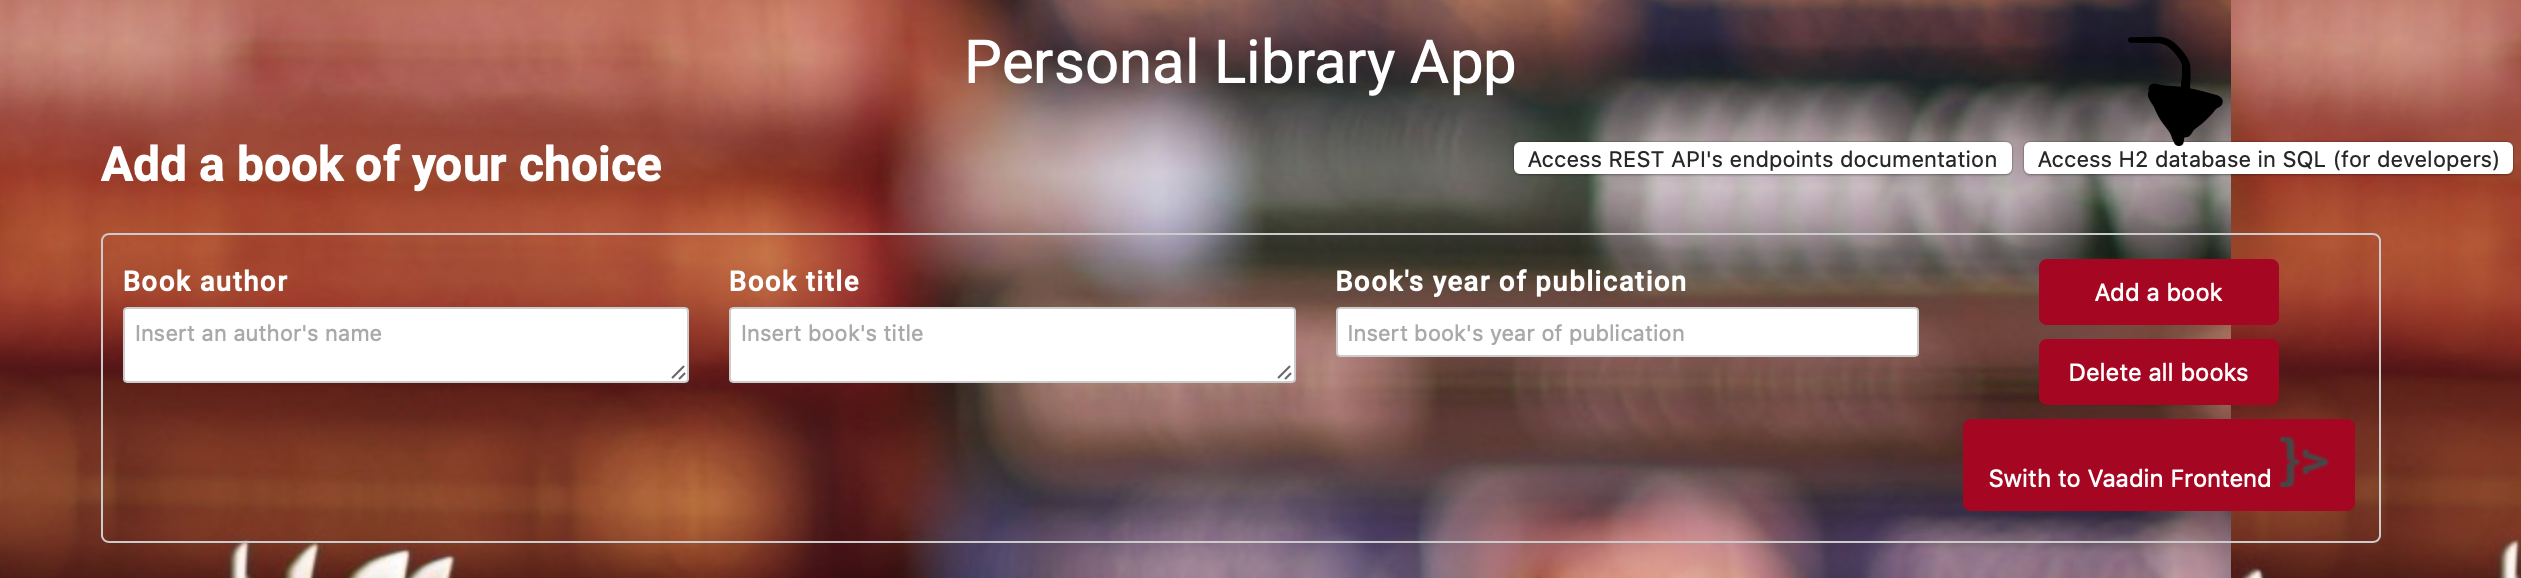 Personal Library App
Add a book of your choice
Access REST API's endpoints documentation
Access H2 database in SQL (for developers)
Book author
Book title
Book's year of publication
Insert an author's name
Insert book's title
Insert book's year of publication
Add a book
Delete all books
Swith to Vaadin Frontend }>